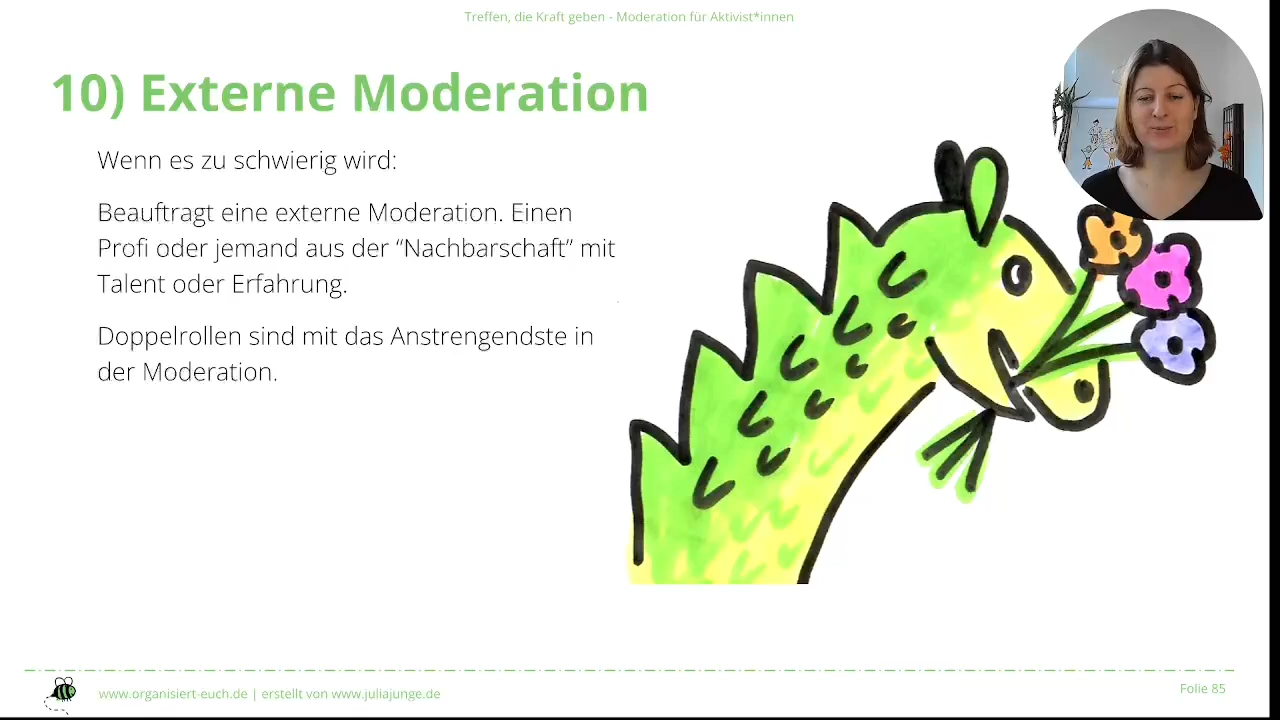 Treffen, die Kraft geben - Moderation für Aktivist*innen
10) Externe Moderation
Wenn es zu schwierig wird:
Beauftragt eine externe Moderation. Einen
Profi oder jemand aus der “Nachbarschaft” mit
Talent oder Erfahrung.
Doppelrollen sind mit das Anstrengendste in
der Moderation.
www.organisiert-euch.de | erstellt von www.juliajunge.de
Folie 85